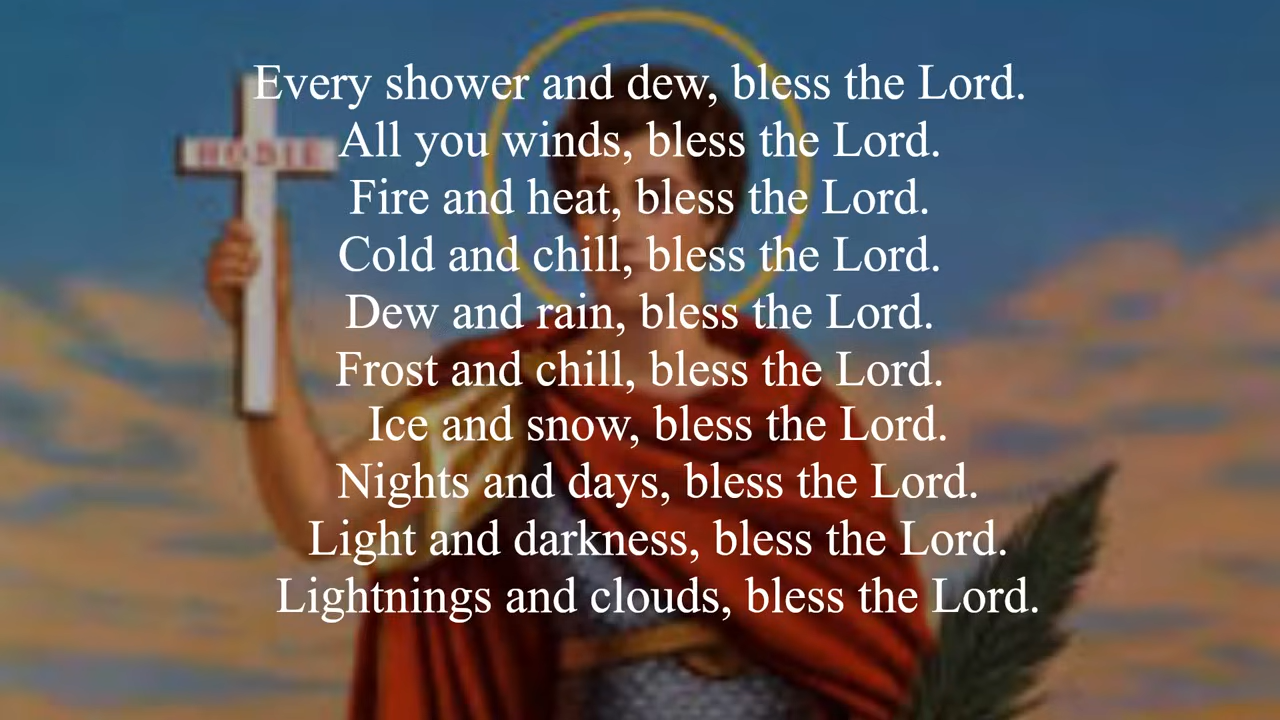 Every shower and dew, bless the Lord.
All you winds, bless the Lord.
Fire and heat, bless the Lord.
Cold and chill, bless the Lord.
Dew and rain, bless the Lord.
Frost and chill, bless the Lord.
Ice and snow, bless the Lord.
Nights and days, bless the Lord.
Light and darkness, bless the Lord.
Lightnings and clouds, bless the Lord.
HODIE